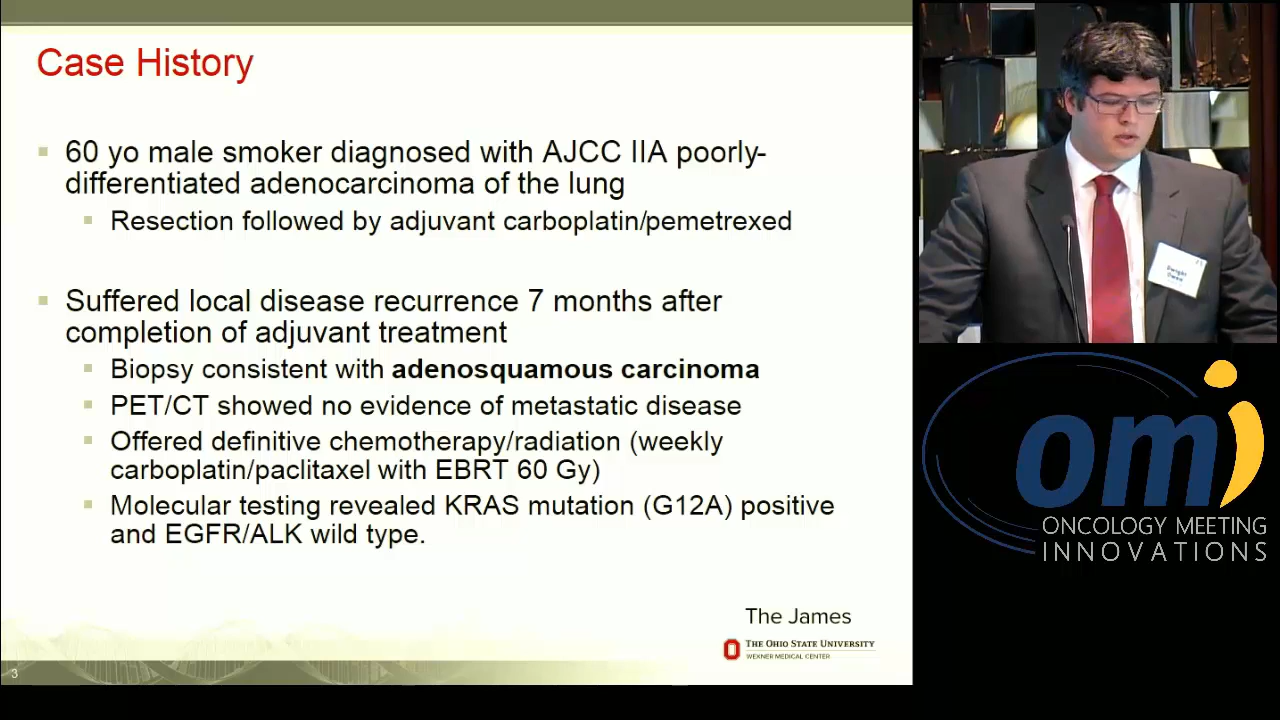 Case History
60 yo male smoker diagnosed with AJCC IIA poorly-
differentiated adenocarcinoma of the lung
Resection followed by adjuvant carboplatin/pemetrexed
Suffered local disease recurrence 7 months after
completion of adjuvant treatment
Biopsy consistent with adenosquamous carcinoma
PET/CT showed no evidence of metastatic disease
Offered definitive chemotherapy/radiation (weekly
carboplatin/paclitaxel with EBRT 60 Gy)
Molecular testing revealed KRAS mutation (G12A) positive
and EGFR/ALK wild type.
The James
THE OHIO STATE UNIVERSITY
WEXNER MEDICAL CENTER
3
Dwight
Owen
omi
ONCOLOGY MEETING
INNOVATIONS